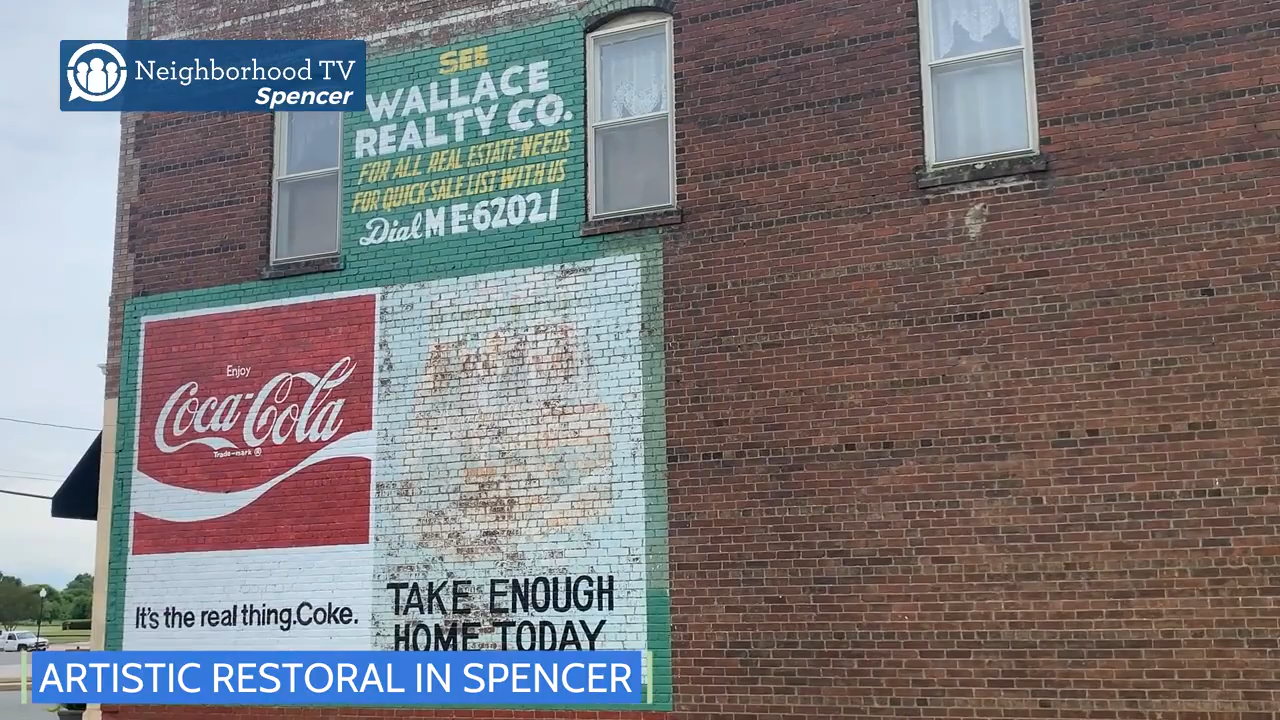 Neighborhood TV
Spencer
SEE
WALLACE
REALTY CO.
FOR ALL REAL ESTATE NEEDS
FOR QUICK SALE LIST WITH US
Dial ME-62021
Enjoy
Coca-Cola
Trade-mark ®
It's the real thing. Coke.
TAKE ENOUGH
HOME TODAY
ARTISTIC RESTORAL IN SPENCER